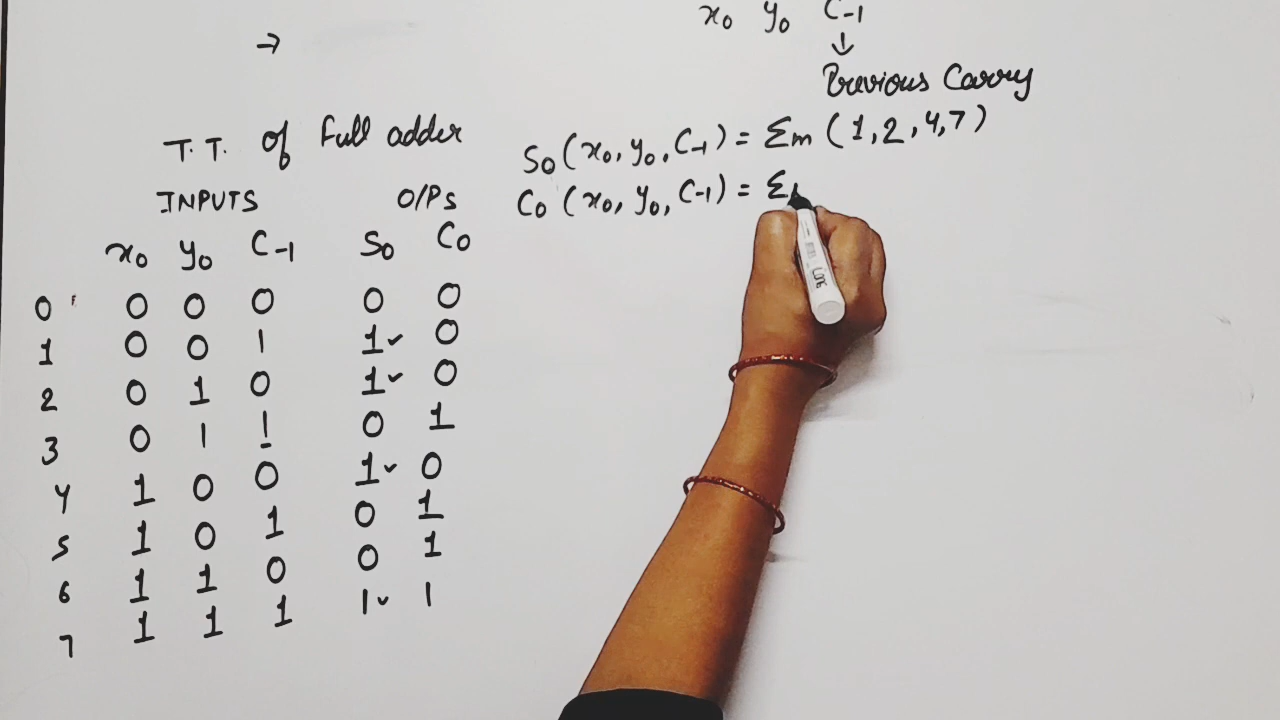 →
x0 y0 C-1
↓
Previous Carry
T.T. of Full adder
S0 (x0, y0, C-1) = Σm (1,2,4,7)
C0 (x0, y0, C-1) = Σ
INPUTS O/Ps
x0 y0 C-1 S0 C0
0 0 0 0 0 0
1 0 0 1 1✓ 0
2 0 1 0 1✓ 0
3 0 1 1 0 1
4 1 0 0 1✓ 0
5 1 0 1 0 1
6 1 1 0 0 1
7 1 1 1 1✓ 1